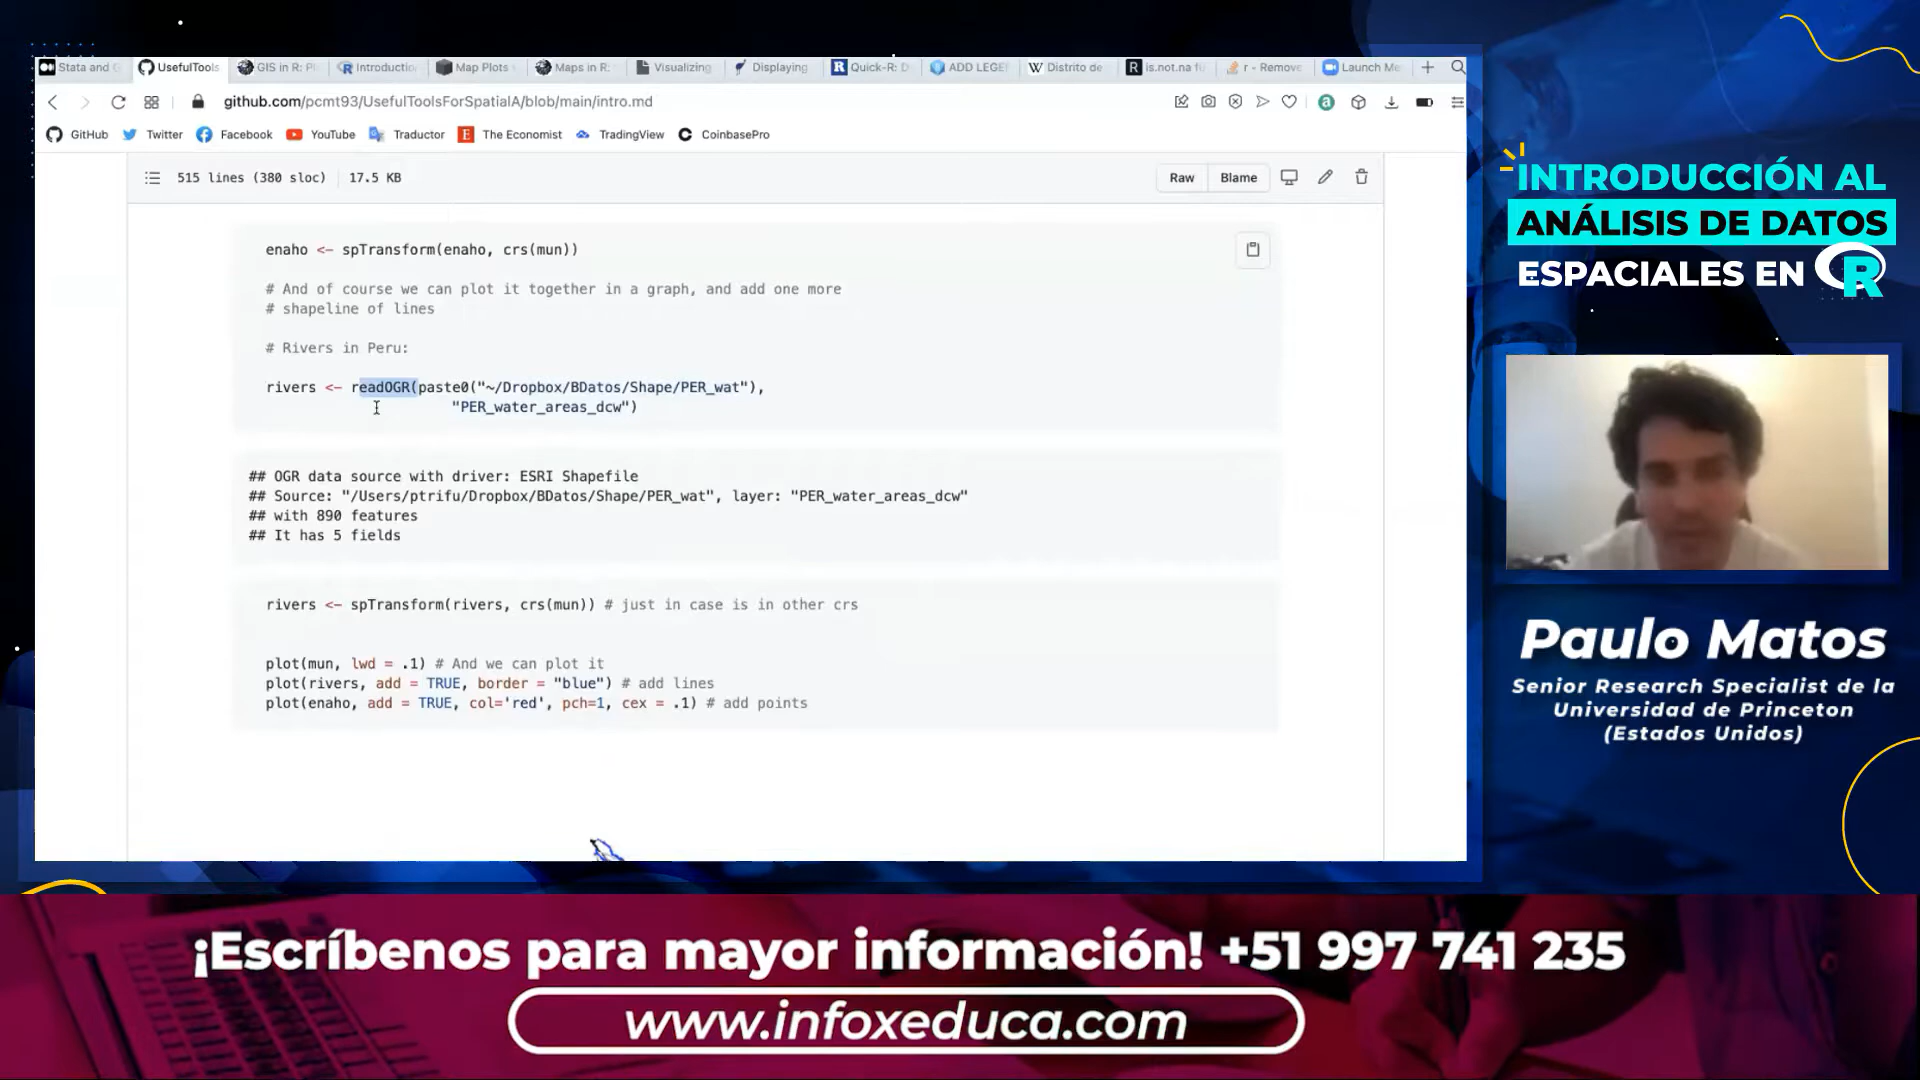 Stata and
UsefulTools
GIS in R: Pl
Introductio
Map Plots
Maps in R:
Visualizing
Displaying
Quick-R: D
ADD LEGE
Distrito de
is.not.na fu
r - Remove
Launch Me
github.com/pcmt93/UsefulToolsForSpatialA/blob/main/intro.md
GitHub Twitter Facebook YouTube Traductor The Economist TradingView CoinbasePro
515 lines (380 sloc) 17.5 KB
Raw Blame
enaho <- spTransform(enaho, crs(mun))
# And of course we can plot it together in a graph, and add one more
# shapeline of lines
# Rivers in Peru:
rivers <- readOGR(paste0("~/Dropbox/BDatos/Shape/PER_wat"),
"PER_water_areas_dcw")
## OGR data source with driver: ESRI Shapefile
## Source: "/Users/ptrifu/Dropbox/BDatos/Shape/PER_wat", layer: "PER_water_areas_dcw"
## with 890 features
## It has 5 fields
rivers <- spTransform(rivers, crs(mun)) # just in case is in other crs
plot(mun, lwd = .1) # And we can plot it
plot(rivers, add = TRUE, border = "blue") # add lines
plot(enaho, add = TRUE, col='red', pch=1, cex = .1) # add points
INTRODUCCIÓN AL
ANÁLISIS DE DATOS
ESPACIALES EN R
Paulo Matos
Senior Research Specialist de la
Universidad de Princeton
(Estados Unidos)
¡Escríbenos para mayor información! +51 997 741 235
www.infoxeduca.com